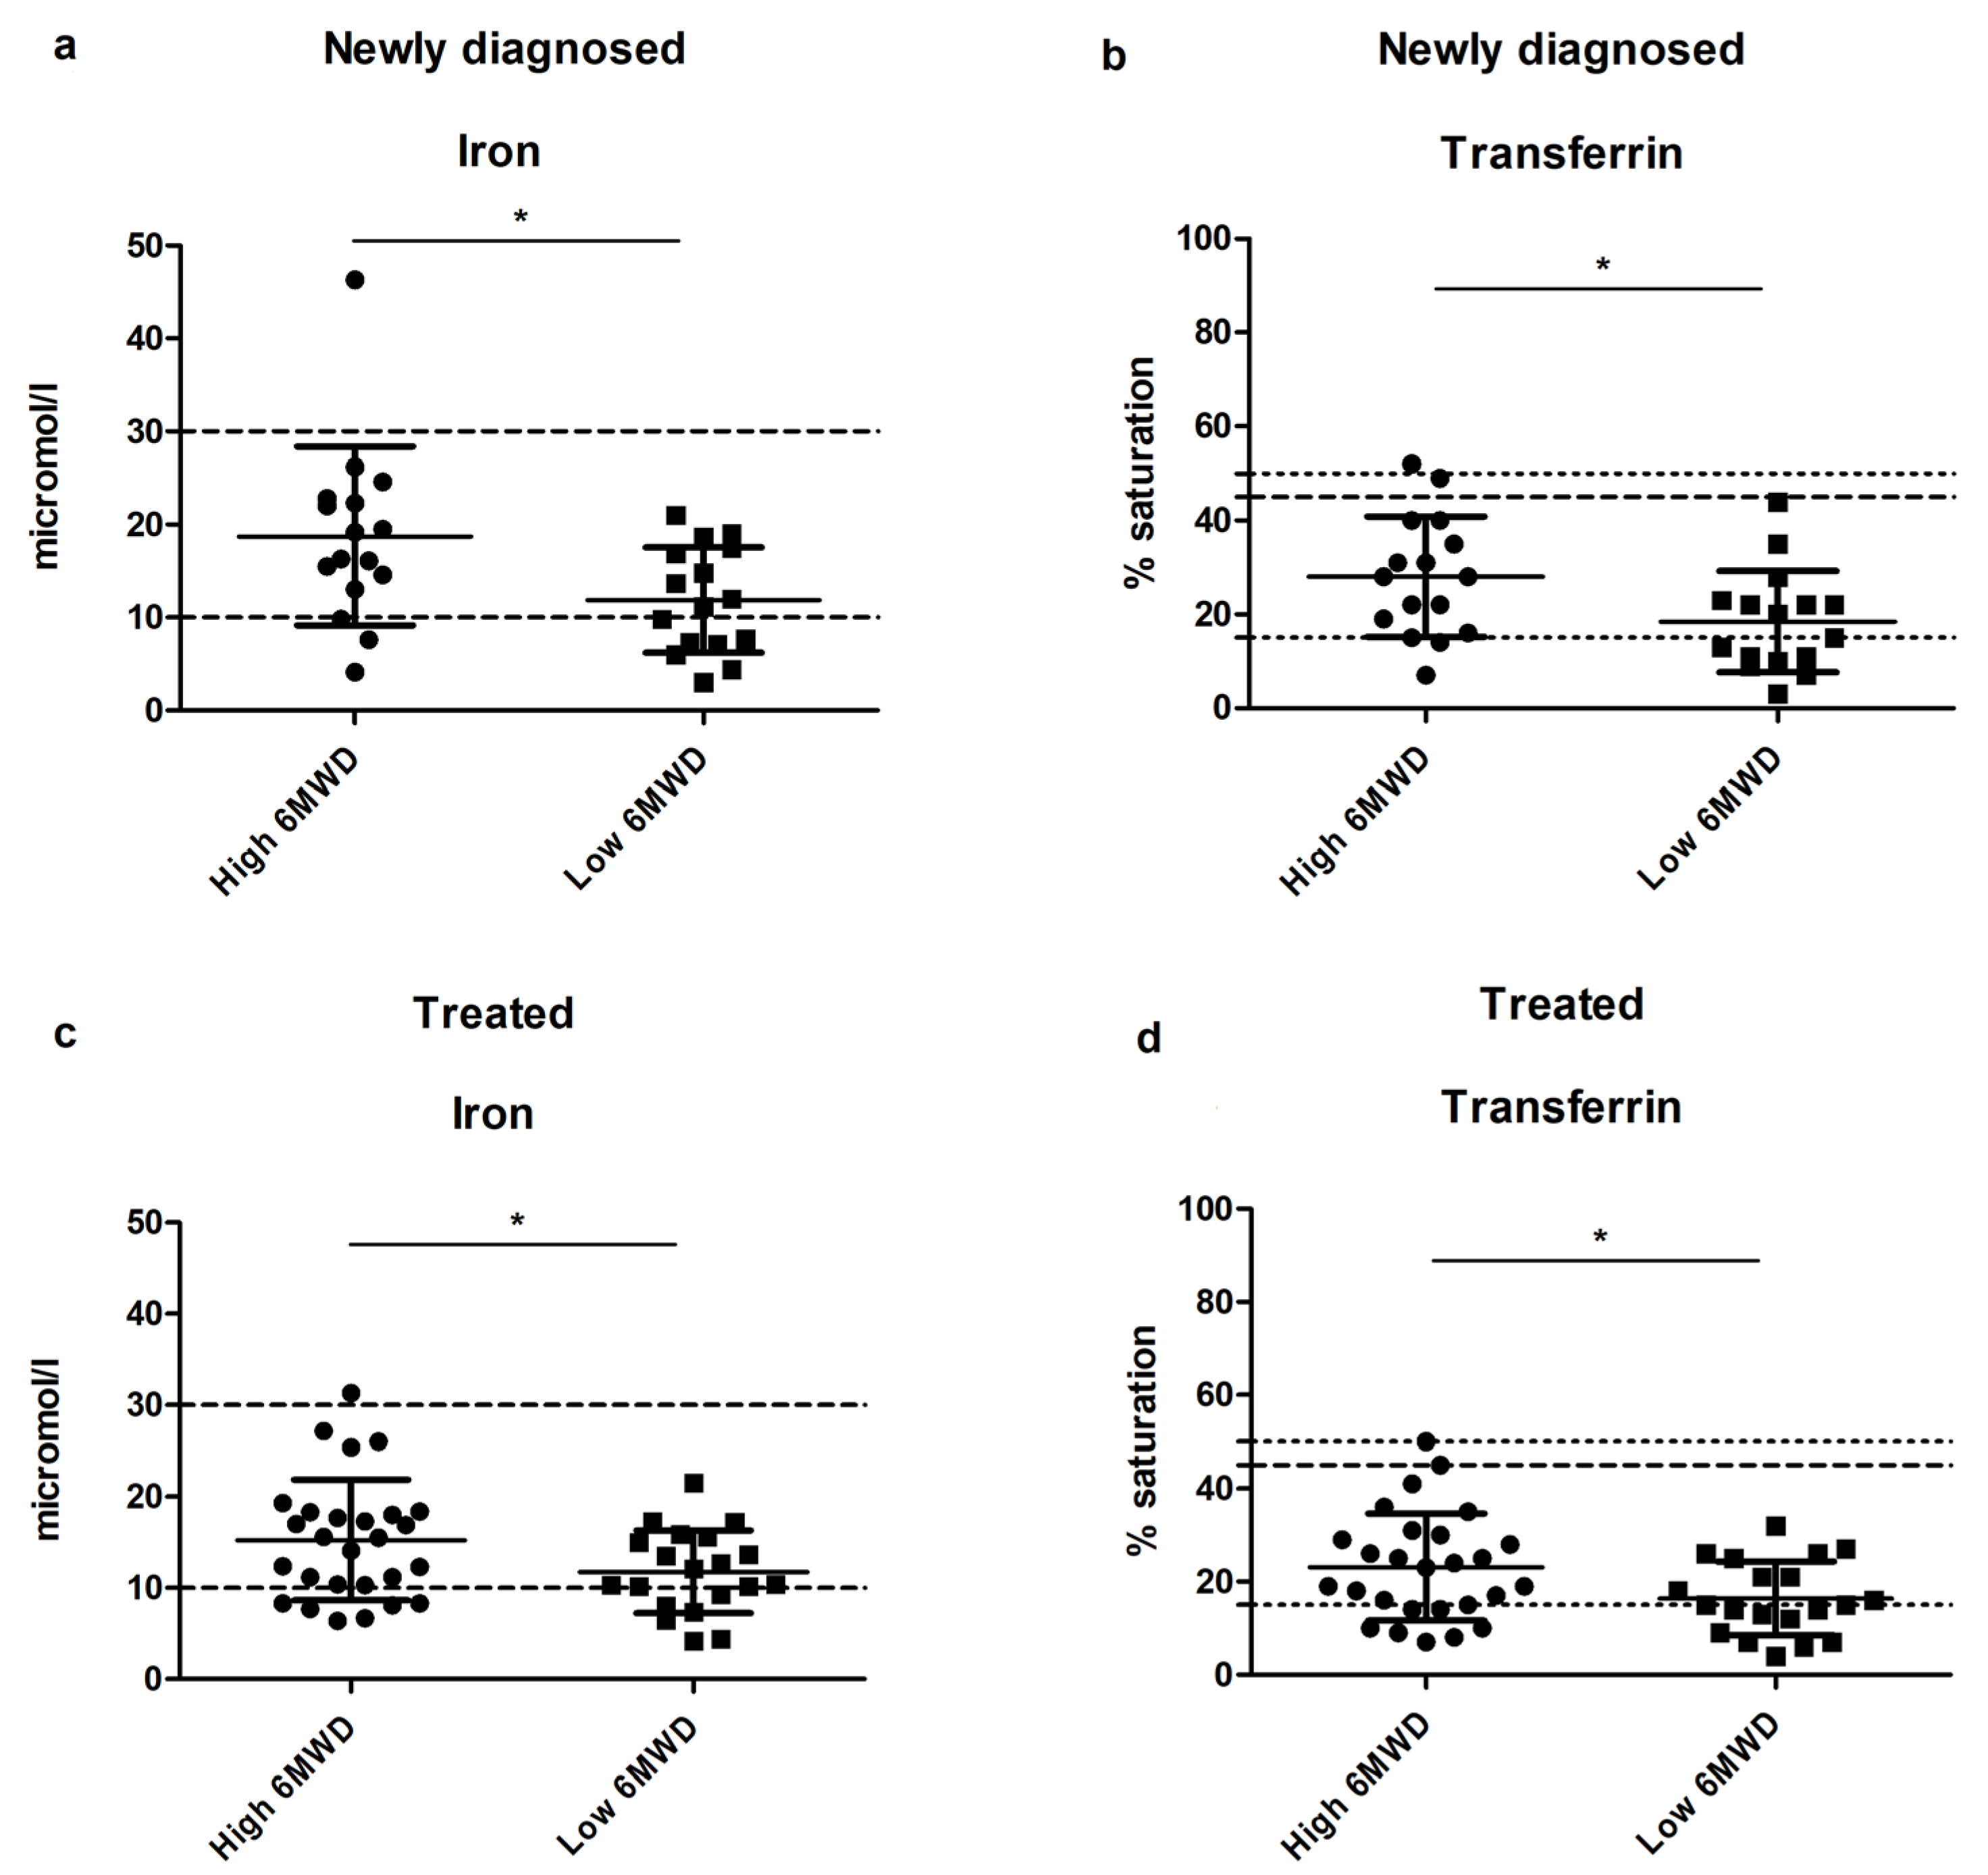 a
Newly diagnosed
Iron
*
micromol/l
50
40
30
20
10
0
High 6MWD
Low 6MWD
b
Newly diagnosed
Transferrin
*
% saturation
100
80
60
40
20
0
High 6MWD
Low 6MWD
c
Treated
Iron
*
micromol/l
50
40
30
20
10
0
High 6MWD
Low 6MWD
d
Treated
Transferrin
*
% saturation
100
80
60
40
20
0
High 6MWD
Low 6MWD